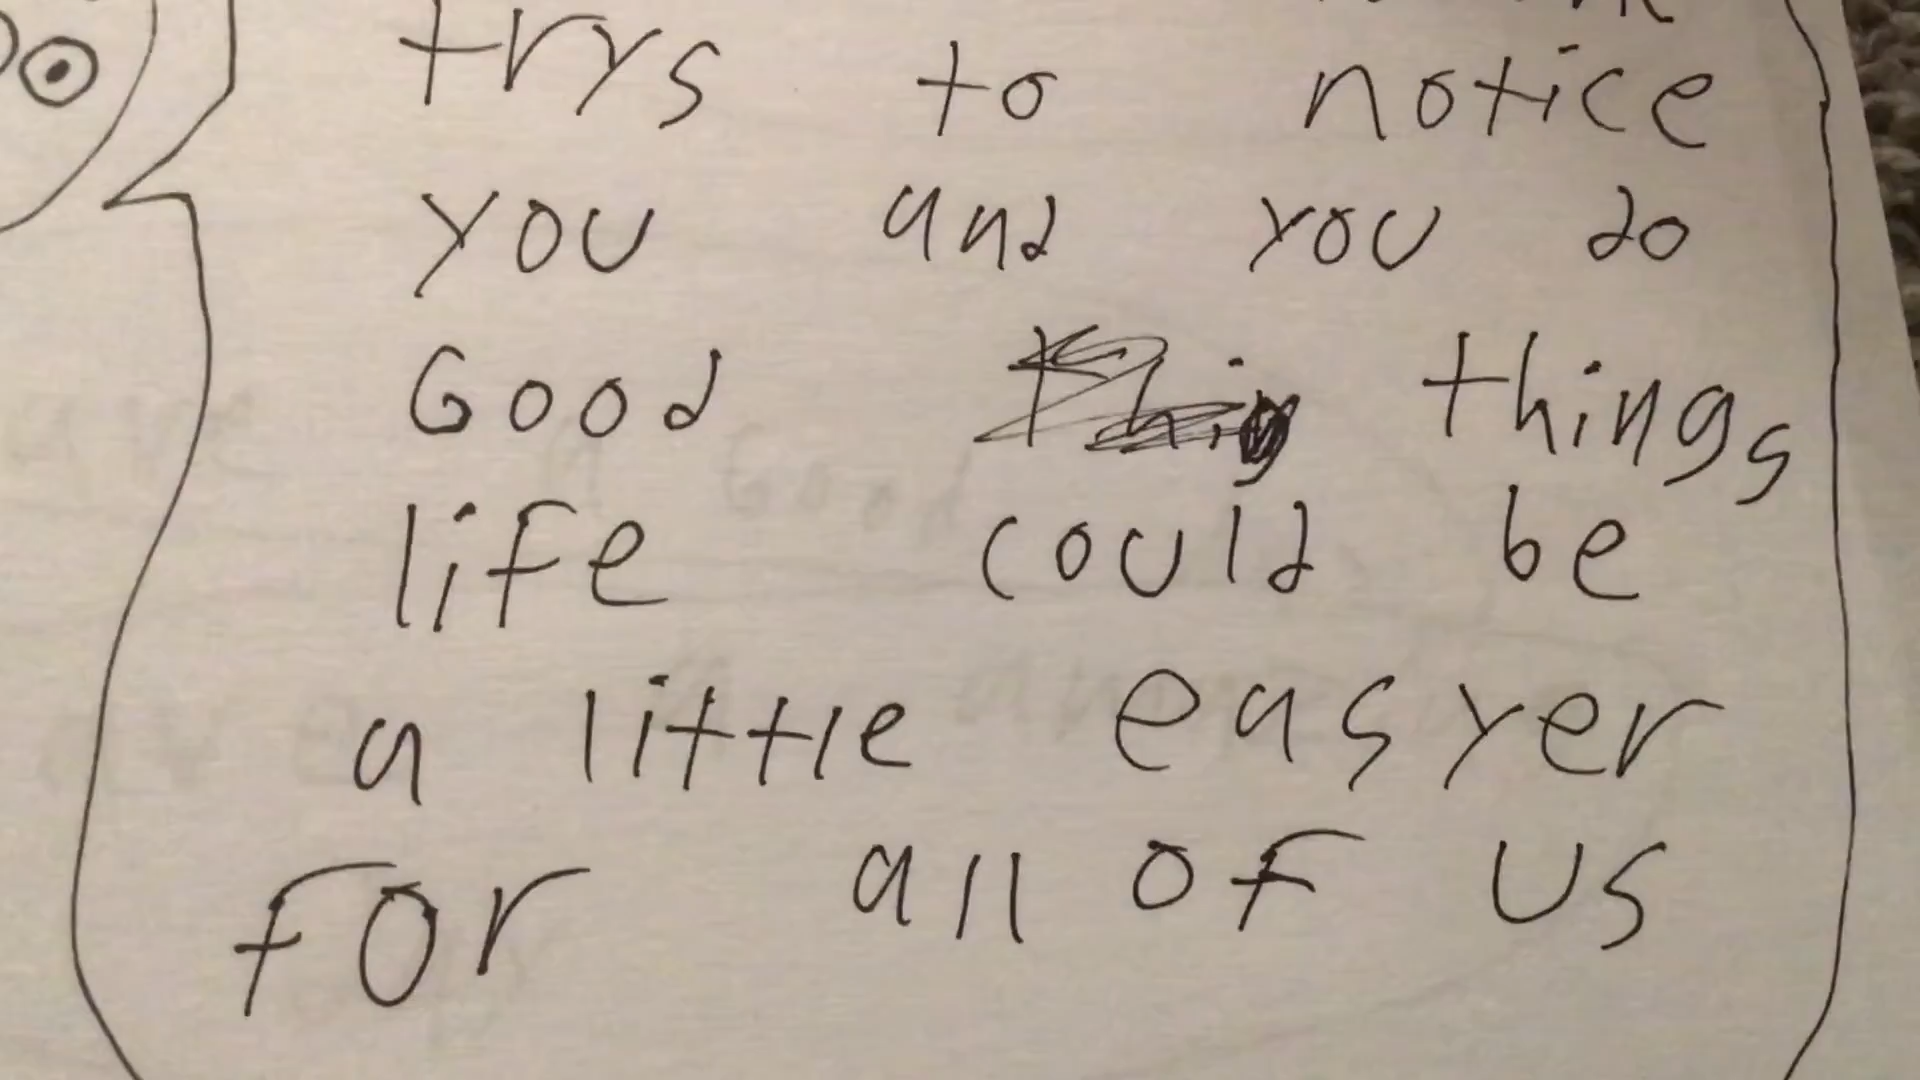 trys to notice
you and you do
Good things
life could be
a little easyer
for all of us